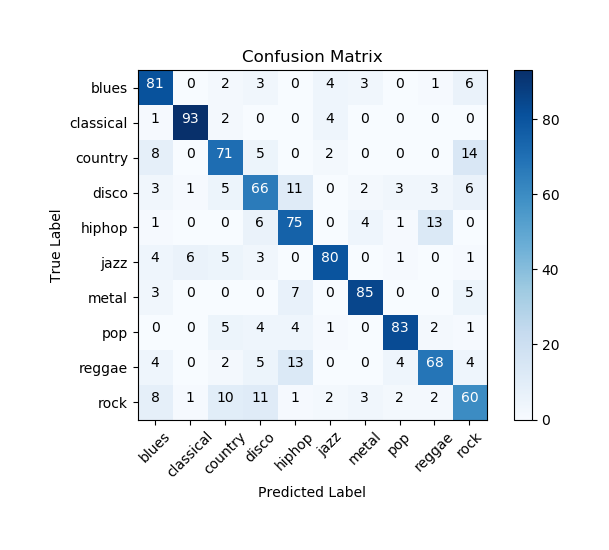 Confusion Matrix
blues 81 0 2 3 0 4 3 0 1 6
classical 1 93 2 0 0 4 0 0 0 0
country 8 0 71 5 0 2 0 0 0 14
disco 3 1 5 66 11 0 2 3 3 6
hiphop 1 0 0 6 75 0 4 1 13 0
jazz 4 6 5 3 0 80 0 1 0 1
metal 3 0 0 0 7 0 85 0 0 5
pop 0 0 5 4 4 1 0 83 2 1
reggae 4 0 2 5 13 0 0 4 68 4
rock 8 1 10 11 1 2 3 2 2 60
blues classical country disco hiphop jazz metal pop reggae rock
Predicted Label
True Label
80
60
40
20
0